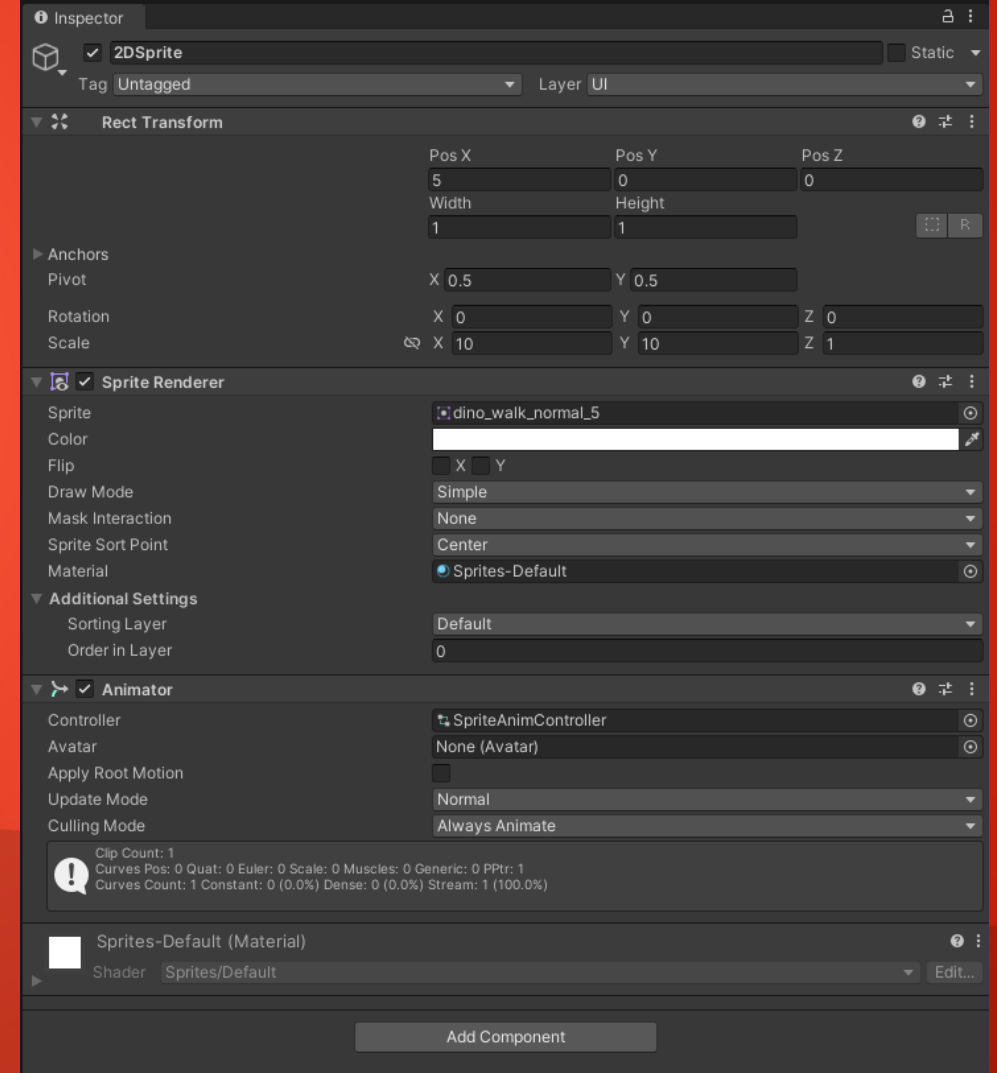 Inspector
2DSprite Static
Tag Untagged Layer UI
Rect Transform
Pos X Pos Y Pos Z
5 0 0
Width Height
1 1 R
Anchors
Pivot X 0.5 Y 0.5
Rotation X 0 Y 0 Z 0
Scale X 10 Y 10 Z 1
Sprite Renderer
Sprite dino_walk_normal_5
Color
Flip X Y
Draw Mode Simple
Mask Interaction None
Sprite Sort Point Center
Material Sprites-Default
Additional Settings
Sorting Layer Default
Order in Layer 0
Animator
Controller SpriteAnimController
Avatar None (Avatar)
Apply Root Motion
Update Mode Normal
Culling Mode Always Animate
Clip Count: 1
Curves Pos: 0 Quat: 0 Euler: 0 Scale: 0 Muscles: 0 Generic: 0 PPtr: 1
Curves Count: 1 Constant: 0 (0.0%) Dense: 0 (0.0%) Stream: 1 (100.0%)
Sprites-Default (Material)
Shader Sprites/Default Edit...
Add Component